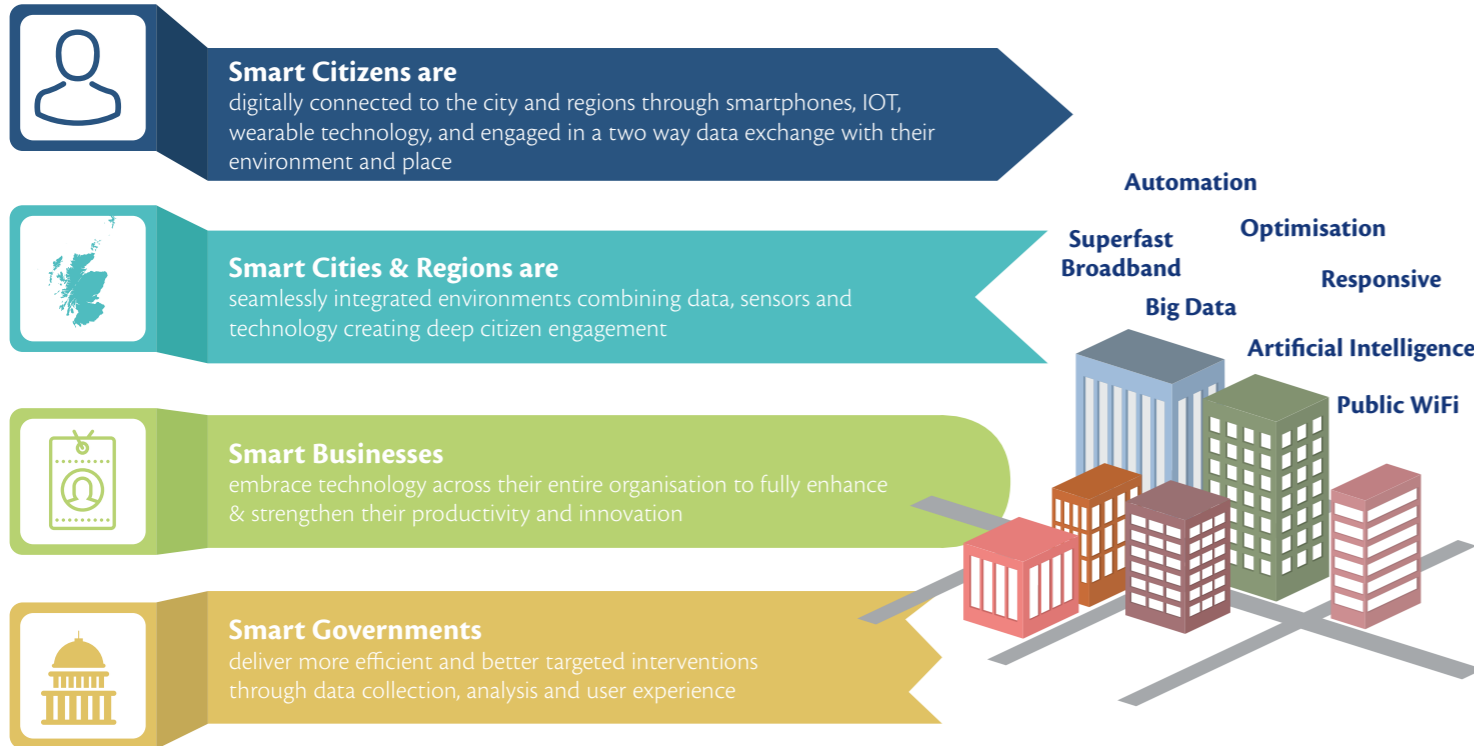 Smart Citizens are
digitally connected to the city and regions through smartphones, IOT,
wearable technology, and engaged in a two way data exchange with their
environment and place
Smart Cities & Regions are
seamlessly integrated environments combining data, sensors and
technology creating deep citizen engagement
Smart Businesses
embrace technology across their entire organisation to fully enhance
& strengthen their productivity and innovation
Smart Governments
deliver more efficient and better targeted interventions
through data collection, analysis and user experience
Automation
Optimisation
Superfast
Broadband
Responsive
Big Data
Artificial Intelligence
Public WiFi